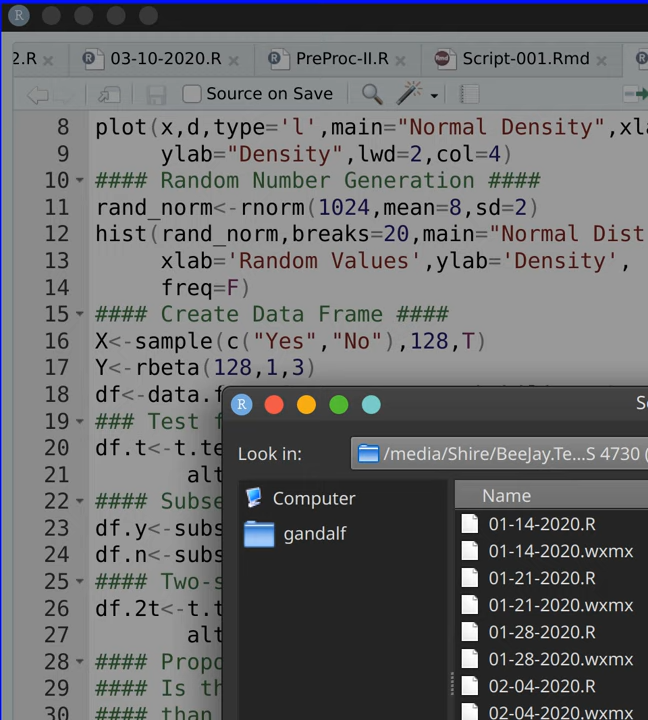 2.R × 03-10-2020.R × PreProc-II.R × Script-001.Rmd ×
Source on Save
8 plot(x,d,type='l',main="Normal Density",xla
9 ylab="Density",lwd=2,col=4)
10 #### Random Number Generation ####
11 rand_norm<-rnorm(1024,mean=8,sd=2)
12 hist(rand_norm,breaks=20,main="Normal Dist
13 xlab='Random Values',ylab='Density',
14 freq=F)
15 #### Create Data Frame ####
16 X<-sample(c("Yes","No"),128,T)
17 Y<-rbeta(128,1,3)
18 df<-data.f
19 ### Test f
20 df.t<-t.te
21 alt
22 #### Subse
23 df.y<-subs
24 df.n<-subs
25 #### Two-s
26 df.2t<-t.t
27 alt
28 #### Propo
29 #### Is th
30 #### than
R
Look in: /media/Shire/BeeJay.Te...S 4730 (
Computer
gandalf
Name
01-14-2020.R
01-14-2020.wxmx
01-21-2020.R
01-21-2020.wxmx
01-28-2020.R
01-28-2020.wxmx
02-04-2020.R
02-04-2020.wxmx